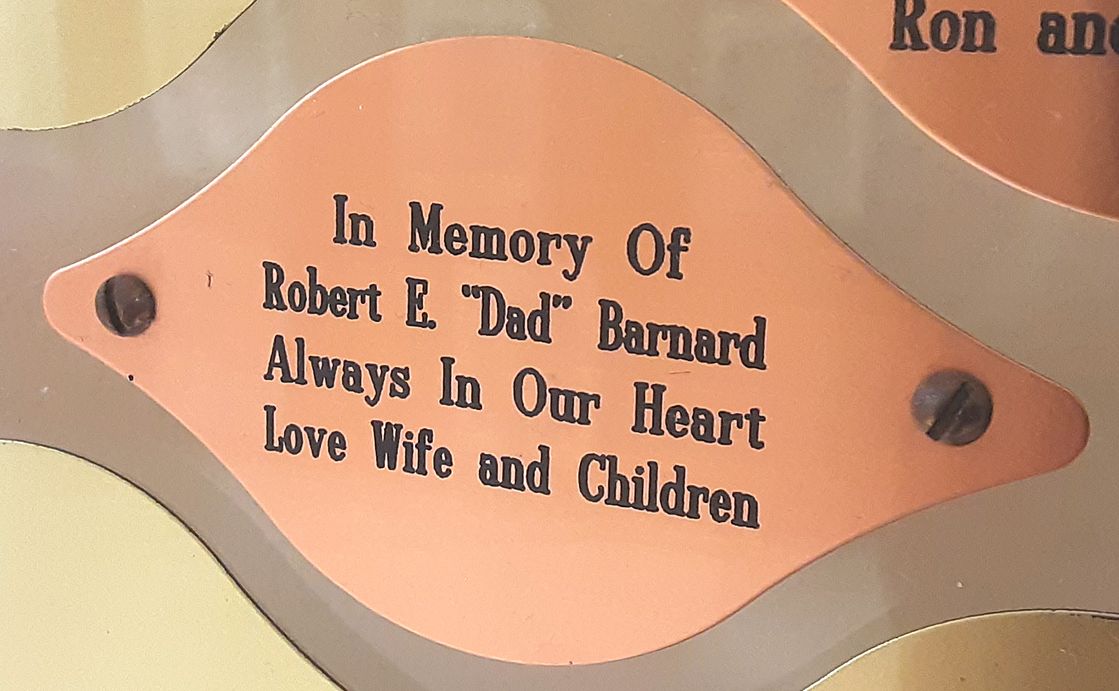 Ron and
In Memory Of
Robert E. "Dad" Barnard
Always In Our Heart
Love Wife and Children